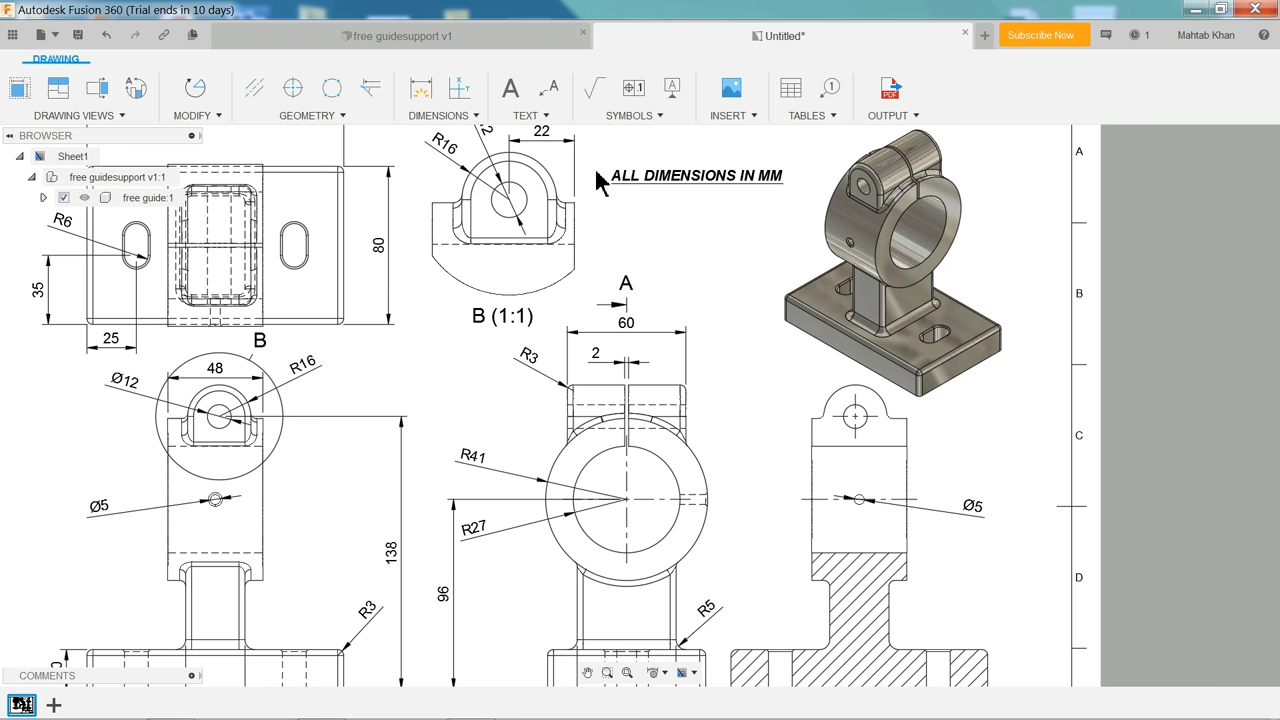 Autodesk Fusion 360 (Trial ends in 10 days)
free guidesupport v1
Untitled*
Subscribe Now
1
Mahtab Khan
DRAWING
DRAWING VIEWS
MODIFY
GEOMETRY
DIMENSIONS
TEXT
SYMBOLS
INSERT
TABLES
OUTPUT
BROWSER
Sheet1
free guidesupport v1:1
free guide:1
R6
35
25
80
R16
22
ALL DIMENSIONS IN MM
B (1:1)
A
B
C
D
B
48
Ø12
R16
Ø5
138
R3
A
60
2
R3
R41
R27
96
R5
Ø5
COMMENTS